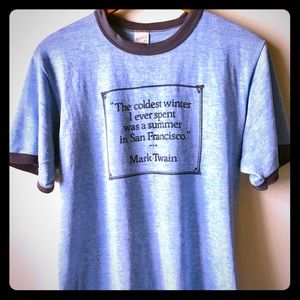 "The coldest winter
I ever spent
was a summer
in San Francisco."
---
Mark Twain